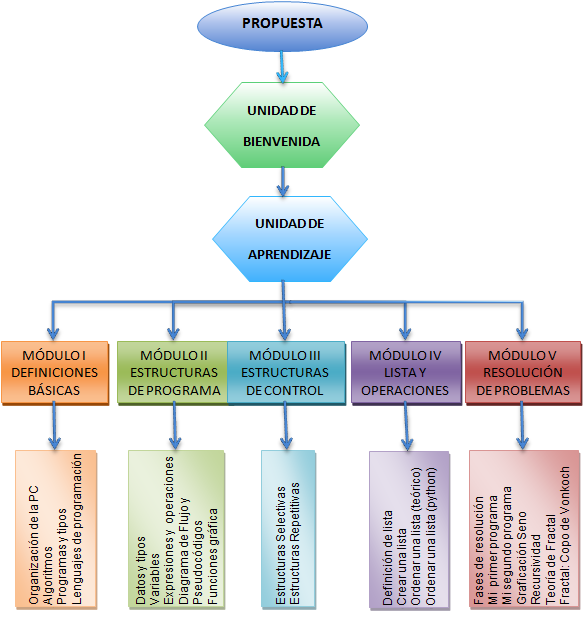 PROPUESTA
UNIDAD DE
BIENVENIDA
UNIDAD DE
APRENDIZAJE
MÓDULO I
DEFINICIONES
BÁSICAS
MÓDULO II
ESTRUCTURAS
DE PROGRAMA
MÓDULO III
ESTRUCTURAS
DE CONTROL
MÓDULO IV
LISTA Y
OPERACIONES
MÓDULO V
RESOLUCIÓN
DE PROBLEMAS
Organización de la PC
Algoritmos
Programas y tipos
Lenguajes de programación
Datos y tipos
Variables
Expresiones y operaciones
Diagrama de Flujo y
Pseudocódigos
Funciones gráfica
Estructuras Selectivas
Estructuras Repetitivas
Definición de lista
Crear una lista
Ordenar una lista (teórico)
Ordenar una lista (python)
Fases de resolución
Mi primer programa
Mi segundo programa
Graficación Seno
Recursividad
Teoría de Fractal
Fractal: Copo de Vonkoch